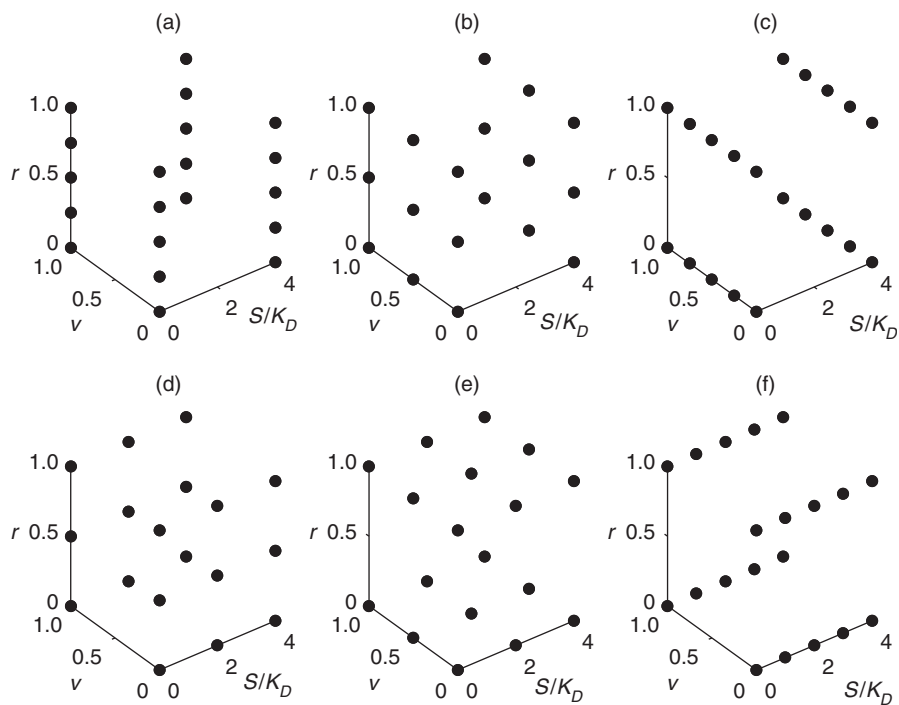 (a) (b) (c)
1.0 1.0 1.0
r 0.5 r 0.5 r 0.5
0 0 0
1.0 4 1.0 4 1.0 4
0.5 2 0.5 2 0.5 2
v S/K_D v S/K_D v S/K_D
0 0 0 0 0 0
(d) (e) (f)
1.0 1.0 1.0
r 0.5 r 0.5 r 0.5
0 0 0
1.0 4 1.0 4 1.0 4
0.5 2 0.5 2 0.5 2
v S/K_D v S/K_D v S/K_D
0 0 0 0 0 0